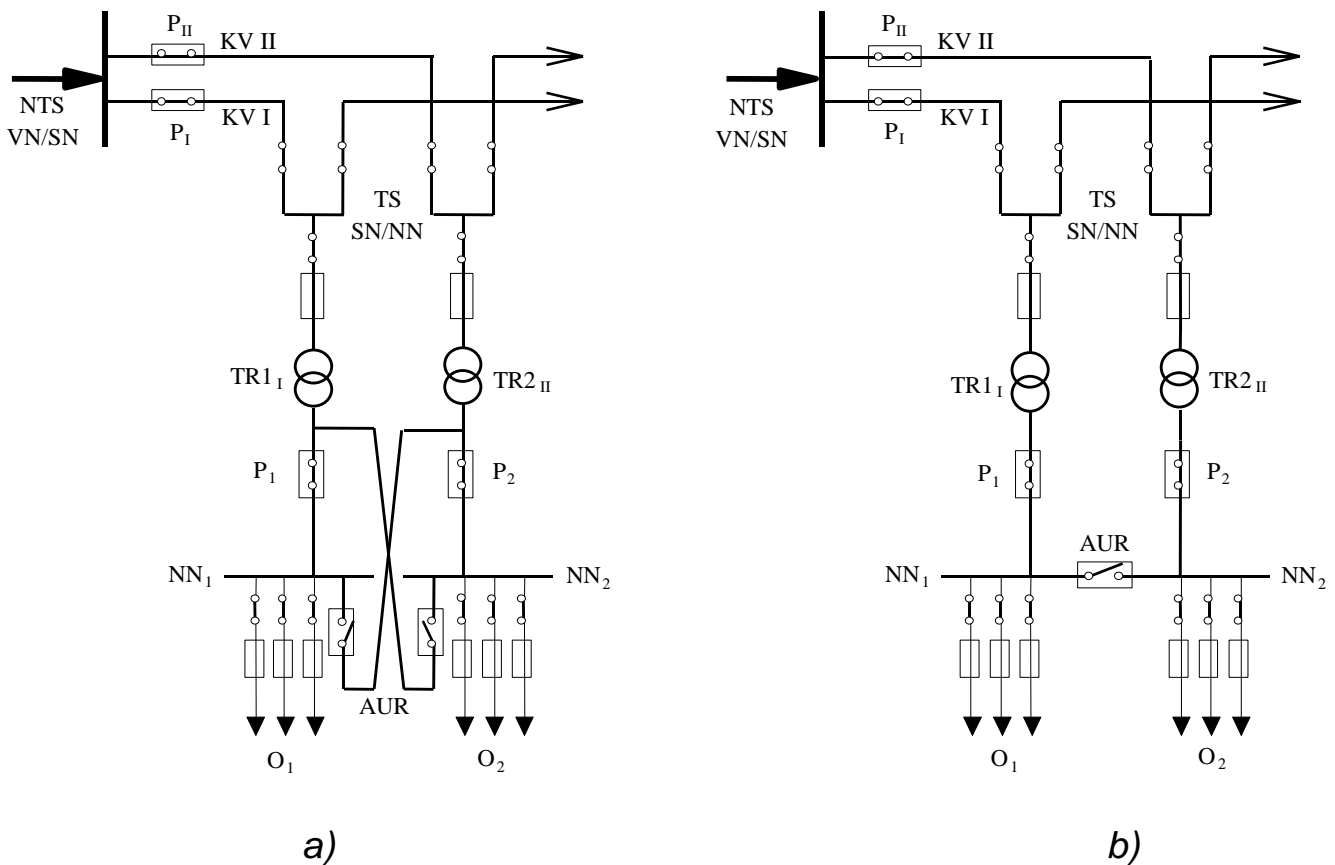 P_II
KV II
NTS
VN/SN
KV I
P_I
TS
SN/NN
TR1_I
TR2_II
P_1
P_2
NN_1
NN_2
AUR
O_1
O_2
a)
P_II
KV II
NTS
VN/SN
KV I
P_I
TS
SN/NN
TR1_I
TR2_II
P_1
P_2
AUR
NN_1
NN_2
O_1
O_2
b)